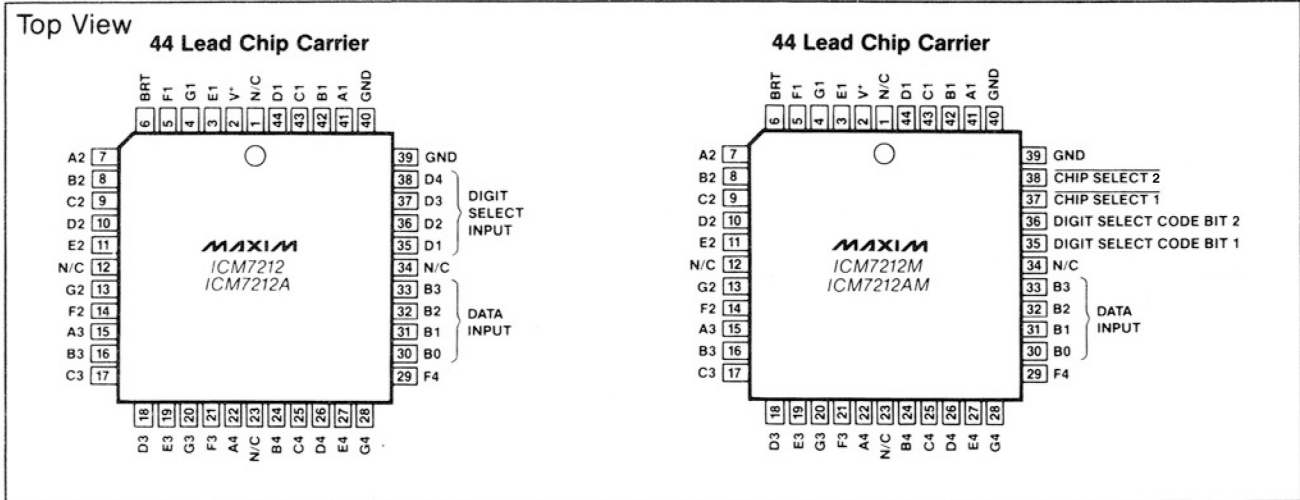 Top View
44 Lead Chip Carrier
BRT F1 G1 E1 V+ N/C D1 C1 B1 A1 GND
6 5 4 3 2 1 44 43 42 41 40
A2 7
B2 8
C2 9
D2 10
E2 11
N/C 12
G2 13
F2 14
A3 15
B3 16
C3 17
MAXIM
ICM7212
ICM7212A
39 GND
38 D4
37 D3
36 D2
35 D1
DIGIT
SELECT
INPUT
34 N/C
33 B3
32 B2
31 B1
30 B0
DATA
INPUT
29 F4
18 19 20 21 22 23 24 25 26 27 28
D3 E3 G3 F3 A4 N/C B4 C4 D4 E4 G4
44 Lead Chip Carrier
BRT F1 G1 E1 V+ N/C D1 C1 B1 A1 GND
6 5 4 3 2 1 44 43 42 41 40
A2 7
B2 8
C2 9
D2 10
E2 11
N/C 12
G2 13
F2 14
A3 15
B3 16
C3 17
MAXIM
ICM7212M
ICM7212AM
39 GND
38 CHIP SELECT 2
37 CHIP SELECT 1
36 DIGIT SELECT CODE BIT 2
35 DIGIT SELECT CODE BIT 1
34 N/C
33 B3
32 B2
31 B1
30 B0
DATA
INPUT
29 F4
18 19 20 21 22 23 24 25 26 27 28
D3 E3 G3 F3 A4 N/C B4 C4 D4 E4 G4